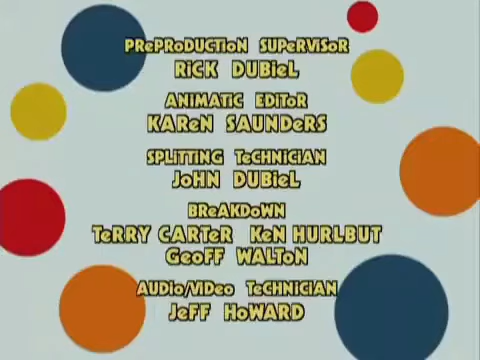 PRePRoDUCTioN SUPeRViSoR
RiCK DUBieL
ANiMATiC EDiToR
KAReN SAUNDeRS
SPLiTTiNG TeCHNiCiAN
JoHN DUBieL
BReAKDoWN
TeRRY CARTeR KeN HURLBUT
GeoFF WALToN
AUDio/ViDeo TeCHNiCiAN
JeFF HoWARD